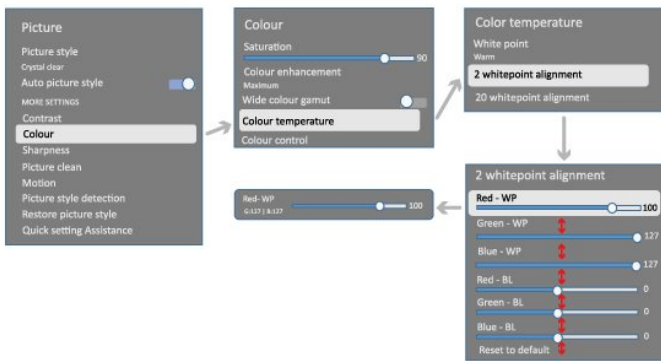 Picture
Picture style
Crystal clear
Auto picture style
MORE SETTINGS
Contrast
Colour
Sharpness
Picture clean
Motion
Picture style detection
Restore picture style
Quick setting Assistance
Colour
Saturation
90
Colour enhancement
Maximum
Wide colour gamut
Colour temperature
Colour control
Color temperature
White point
Warm
2 whitepoint alignment
20 whitepoint alignment
2 whitepoint alignment
Red - WP
100
Green - WP
127
Blue - WP
127
Red - BL
0
Green - BL
0
Blue - BL
0
Reset to default
Red- WP
G:127 | B:127
100